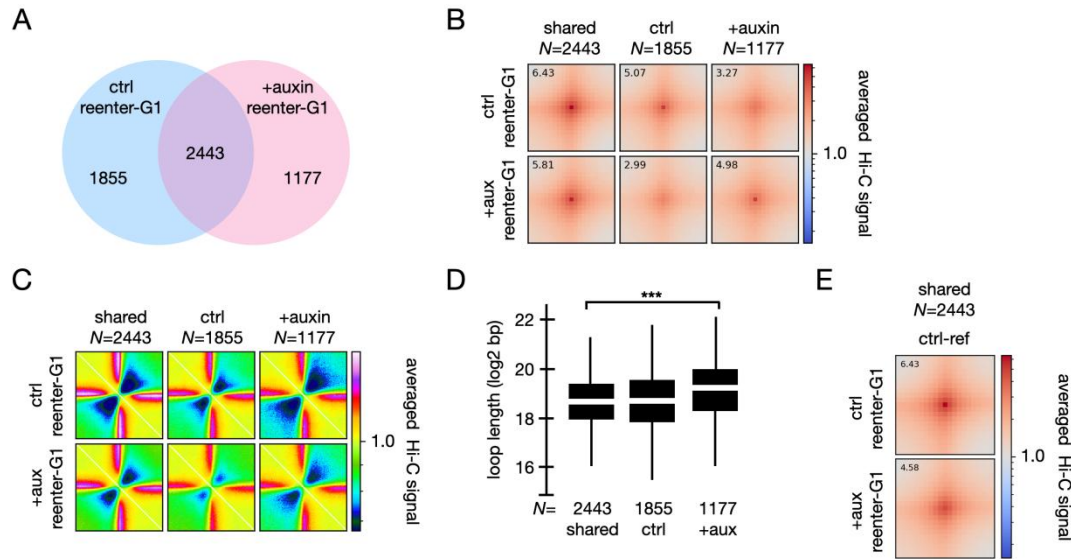 A
ctrl
reenter-G1
+auxin
reenter-G1
1855
2443
1177
B
shared
N=2443
ctrl
N=1855
+auxin
N=1177
ctrl
reenter-G1
6.43
5.07
3.27
+aux
reenter-G1
5.81
2.99
4.98
1.0
averaged Hi-C signal
C
shared
N=2443
ctrl
N=1855
+auxin
N=1177
ctrl
reenter-G1
+aux
reenter-G1
1.0
averaged Hi-C signal
D
***
loop length (log2 bp)
22
20
18
16
N= 2443 1855 1177
shared ctrl +aux
E
shared
N=2443
ctrl-ref
ctrl
reenter-G1
6.43
+aux
reenter-G1
4.58
1.0
averaged Hi-C signal